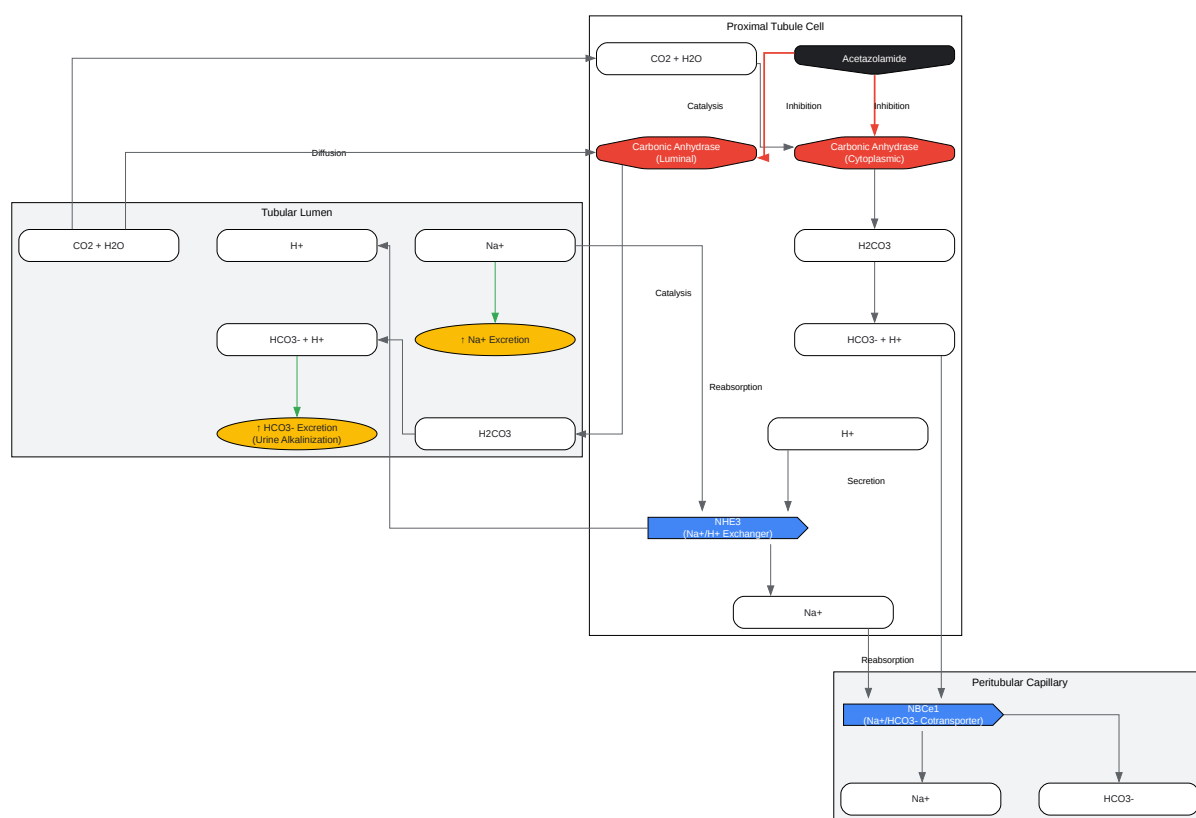 Proximal Tubule Cell
CO2 + H2O
Acetazolamide
Catalysis
Inhibition
Inhibition
Diffusion
Carbonic Anhydrase
(Luminal)
Carbonic Anhydrase
(Cytoplasmic)
Tubular Lumen
CO2 + H2O
H+
Na+
H2CO3
Catalysis
HCO3- + H+
↑ Na+ Excretion
HCO3- + H+
Reabsorption
↑ HCO3- Excretion
(Urine Alkalinization)
H2CO3
H+
Secretion
NHE3
(Na+/H+ Exchanger)
Na+
Reabsorption
Peritubular Capillary
NBCe1
(Na+/HCO3- Cotransporter)
Na+
HCO3-